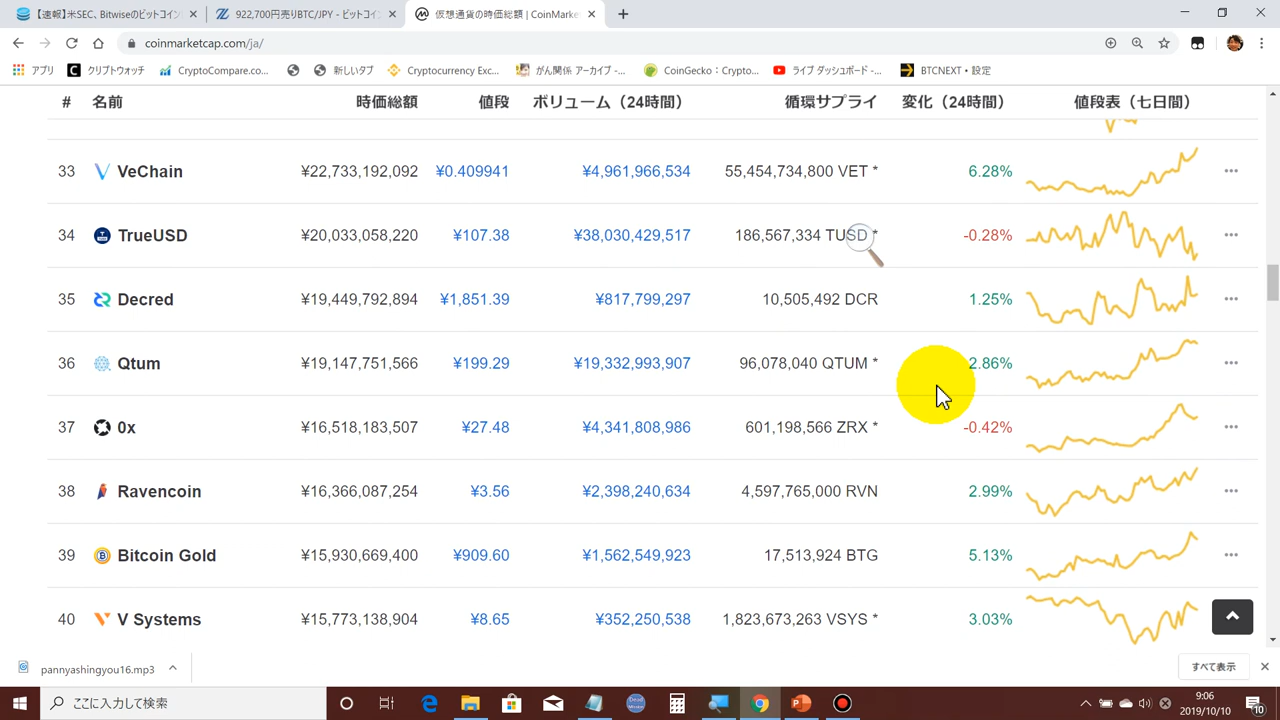 【速報】米SEC, Bitwiseのビットコイン
922,700円売りBTC/JPY - ビットコイン
仮想通貨の時価総額 | CoinMarke
coinmarketcap.com/ja/
アプリ クリプトウォッチ CryptoCompare.co... 新しいタブ Cryptocurrency Exc... がん関係 アーカイブ -... CoinGecko：Crypto... ライブ ダッシュボード -... BTCNEXT・設定
# 名前 時価総額 値段 ボリューム（24時間） 循環サプライ 変化（24時間） 値段表（七日間）
33 VeChain ¥22,733,192,092 ¥0.409941 ¥4,961,966,534 55,454,734,800 VET * 6.28%
34 TrueUSD ¥20,033,058,220 ¥107.38 ¥38,030,429,517 186,567,334 TUSD * -0.28%
35 Decred ¥19,449,792,894 ¥1,851.39 ¥817,799,297 10,505,492 DCR 1.25%
36 Qtum ¥19,147,751,566 ¥199.29 ¥19,332,993,907 96,078,040 QTUM * 2.86%
37 0x ¥16,518,183,507 ¥27.48 ¥4,341,808,986 601,198,566 ZRX * -0.42%
38 Ravencoin ¥16,366,087,254 ¥3.56 ¥2,398,240,634 4,597,765,000 RVN 2.99%
39 Bitcoin Gold ¥15,930,669,400 ¥909.60 ¥1,562,549,923 17,513,924 BTG 5.13%
40 V Systems ¥15,773,138,904 ¥8.65 ¥352,250,538 1,823,673,263 VSYS * 3.03%
pannyashingyou16.mp3
すべて表示
ここに入力して検索
9:06
2019/10/10
10